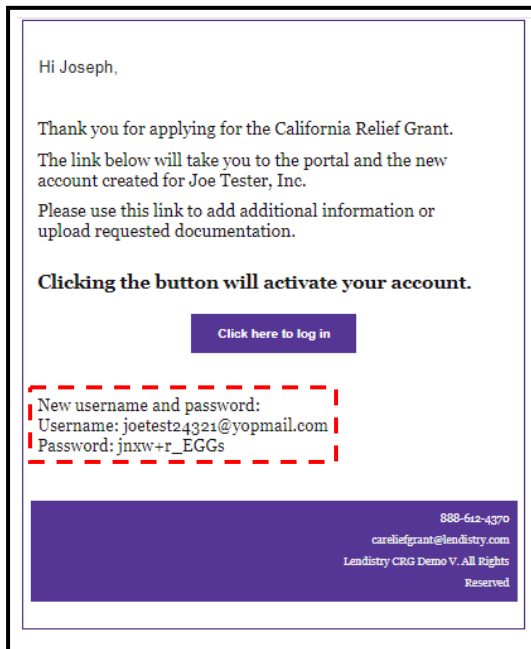 Hi Joseph,
Thank you for applying for the California Relief Grant.
The link below will take you to the portal and the new
account created for Joe Tester, Inc.
Please use this link to add additional information or
upload requested documentation.
Clicking the button will activate your account.
Click here to log in
New username and password:
Username: joetest24321@yopmail.com
Password: jnxw+r_EGGs
888-612-4370
careliefgrant@lendistry.com
Lendistry CRG Demo V. All Rights
Reserved